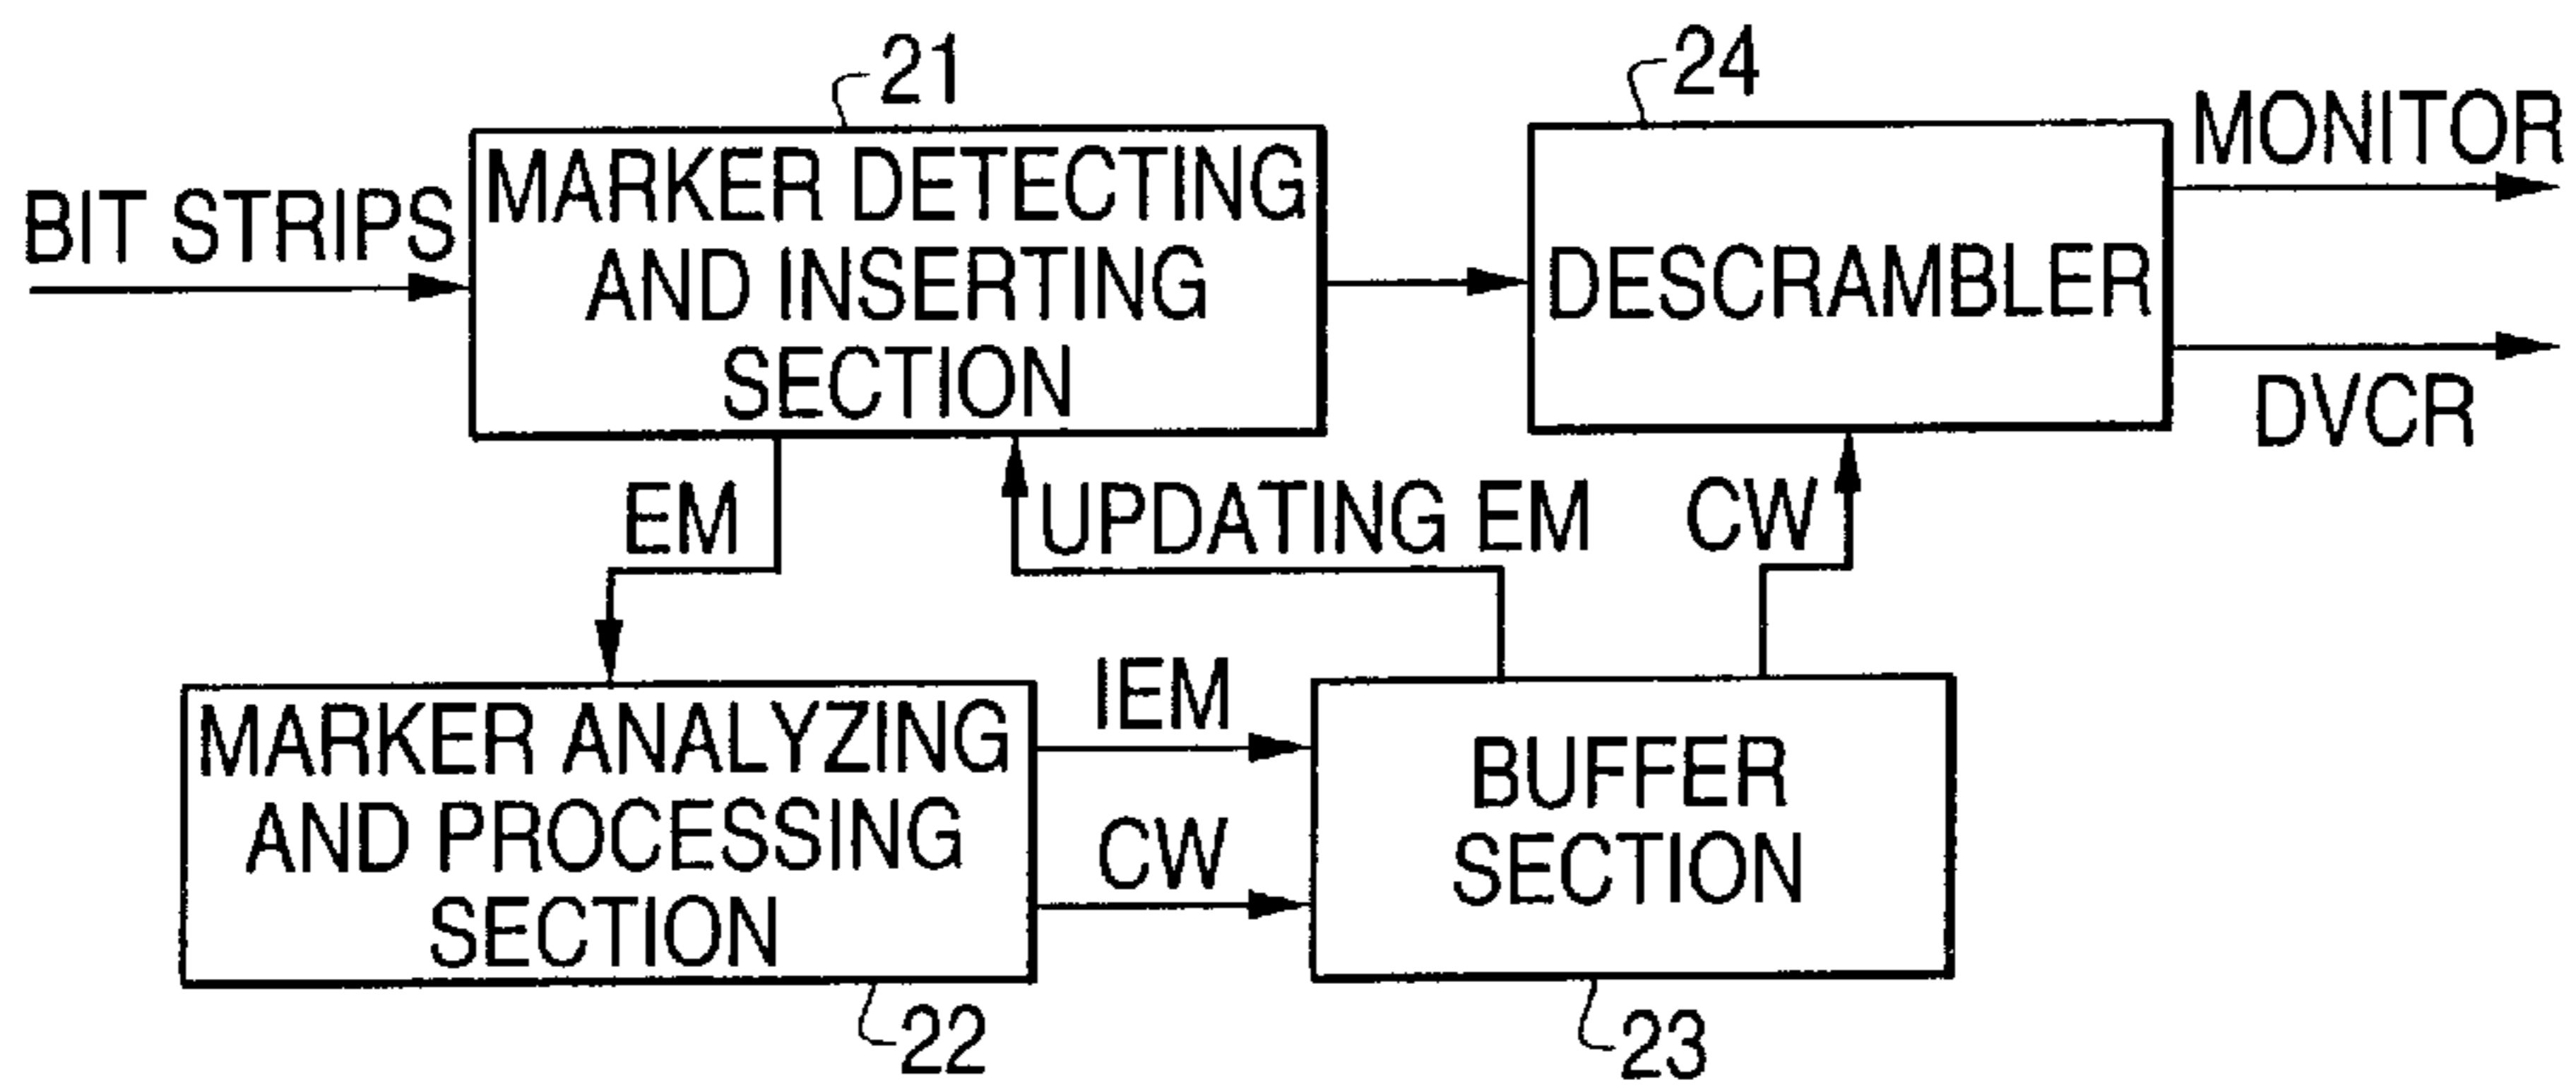 21
24
BIT STRIPS
MARKER DETECTING
AND INSERTING
SECTION
DESCRAMBLER
MONITOR
DVCR
EM
UPDATING EM
CW
MARKER ANALYZING
AND PROCESSING
SECTION
IEM
CW
BUFFER
SECTION
22
23